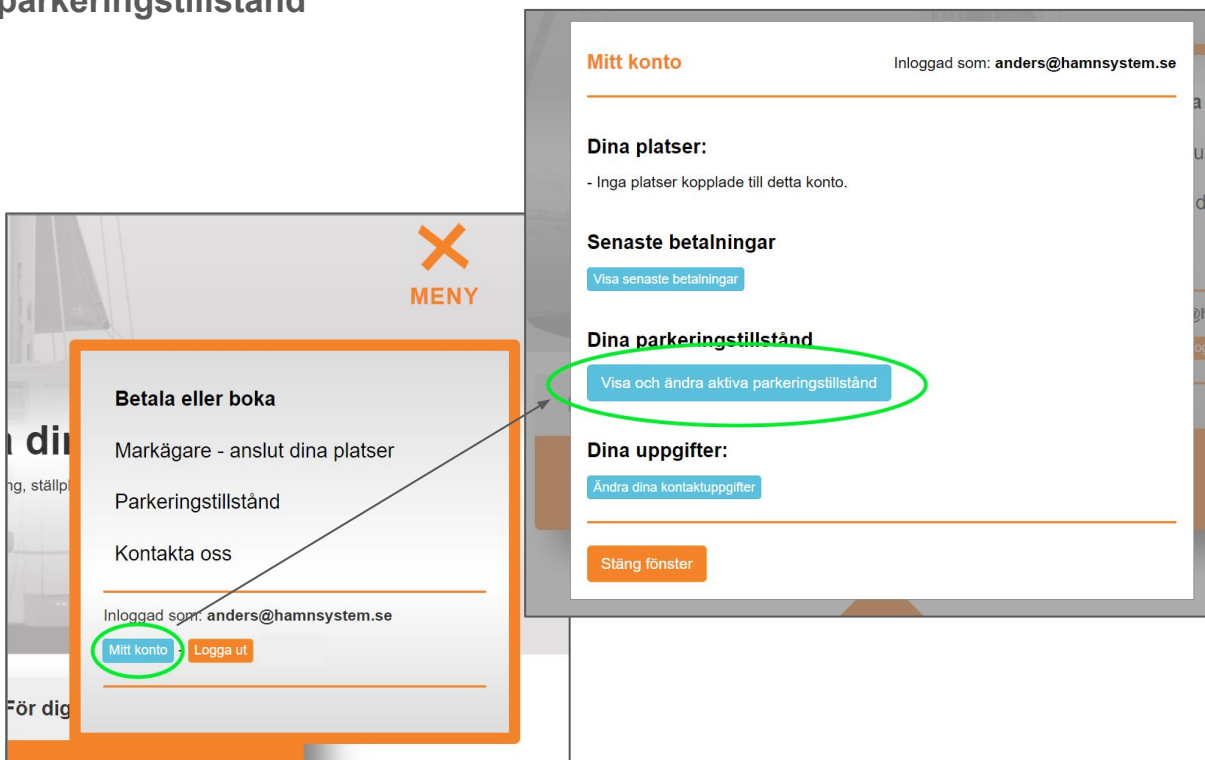 parkeringstillstånd
Mitt konto
Inloggad som: anders@hamnsystem.se
Dina platser:
- Inga platser kopplade till detta konto.
Senaste betalningar
Visa senaste betalningar
Dina parkeringstillstånd
Visa och ändra aktiva parkeringstillstånd
Dina uppgifter:
Ändra dina kontaktuppgifter
Stäng fönster
MENY
Betala eller boka
Markägare - anslut dina platser
Parkeringstillstånd
Kontakta oss
Inloggad som: anders@hamnsystem.se
Mitt konto - Logga ut
För dig